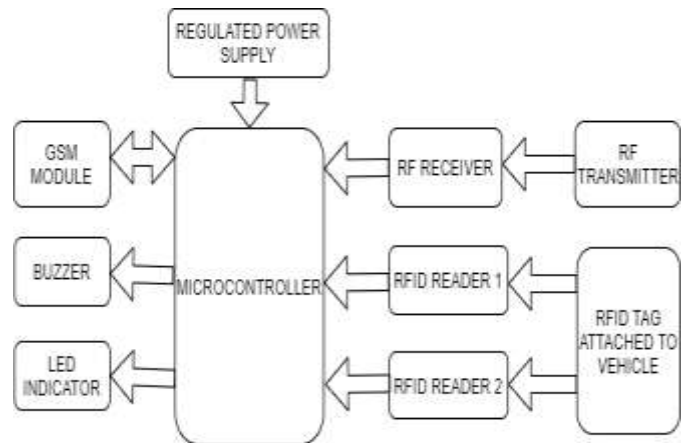 REGULATED POWER
SUPPLY
GSM
MODULE
RF RECEIVER
RF
TRANSMITTER
BUZZER
MICROCONTROLLER
RFID READER 1
RFID TAG
ATTACHED TO
VEHICLE
LED
INDICATOR
RFID READER 2